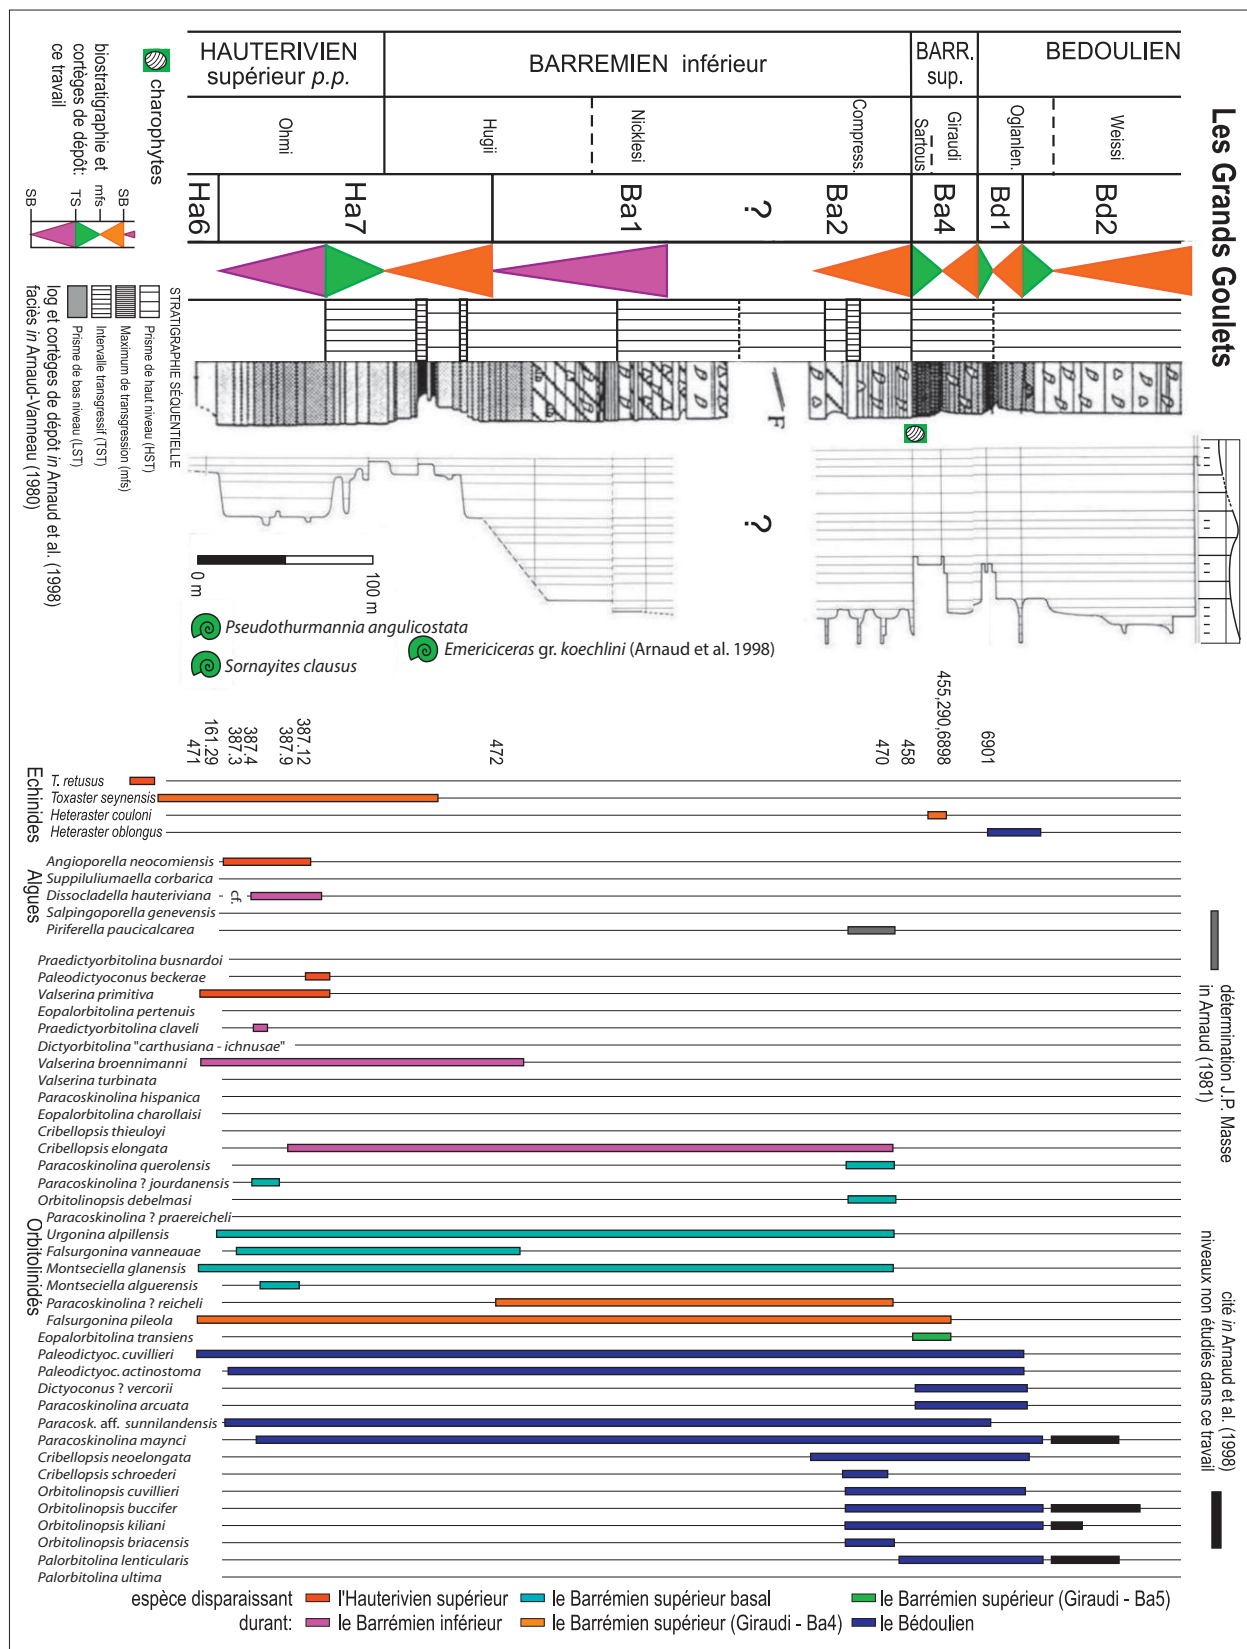 Les Grands Goulets
HAUTERIVIEN
supérieur p.p.
BARREMIEN inférieur
BARR.
sup.
BEDOULIEN
Ohmi
Hugii
Nicklesi
Compress.
Sartous
Giraudi
Oglanlen.
Weissi
Ha6
Ha7
Ba1
?
Ba2
Ba4
Bd1
Bd2
charophytes
biostratigraphie et
cortèges de dépôt:
ce travail
SB
TS
mfs
SB
STRATIGRAPHIE SÉQUENTIELLE
Prisme de haut niveau (HST)
Maximum de transgression (mfs)
Intervalle transgressif (TST)
Prisme de bas niveau (LST)
log et cortèges de dépôt in Arnaud et al. (1998)
faciès in Arnaud-Vanneau (1980)
F
?
0 m
100 m
Pseudothurmannia angulicostata
Emericiceras gr. koechlini (Arnaud et al. 1998)
Sornayites clausus
471
161.29
387.3
387.4
387.9
387.12
472
470
458
455,290,6898
6901
Echinides
T. retusus
Toxaster seynensis
Heteraster couloni
Heteraster oblongus
Algues
Angioporella neocomiensis
Suppiluliumaella corbarica
Dissocladella hauteriviana
cf.
Salpingoporella genevensis
Piriferella paucicalcarea
Orbitolinidés
Praedictyorbitolina busnardoi
Paleodictyoconus beckerae
Valserina primitiva
Eopalorbitolina pertenuis
Praedictyorbitolina claveli
Dictyorbitolina "carthusiana - ichnusae"
Valserina broennimanni
Valserina turbinata
Paracoskinolina hispanica
Eopalorbitolina charollaisi
Cribellopsis thieuloyi
Cribellopsis elongata
Paracoskinolina querolensis
Paracoskinolina ? jourdanensis
Orbitolinopsis debelmasi
Paracoskinolina ? praereicheli
Urgonina alpillensis
Falsurgonina vanneauae
Montseciella glanensis
Montseciella alguerensis
Paracoskinolina ? reicheli
Falsurgonina pileola
Eopalorbitolina transiens
Paleodictyoc. cuvillieri
Paleodictyoc. actinostoma
Dictyoconus ? vercorii
Paracoskinolina arcuata
Paracosk. aff. sunnilandensis
Paracoskinolina maynci
Cribellopsis neoelongata
Cribellopsis schroederi
Orbitolinopsis cuvillieri
Orbitolinopsis buccifer
Orbitolinopsis kiliani
Orbitolinopsis briacensis
Palorbitolina lenticularis
Palorbitolina ultima
détermination J.P. Masse
in Arnaud (1981)
cité in Arnaud et al. (1998)
niveaux non étudiés dans ce travail
espèce disparaissant
durant:
l'Hauterivien supérieur
le Barrémien supérieur basal
le Barrémien supérieur (Giraudi - Ba5)
le Barrémien inférieur
le Barrémien supérieur (Giraudi - Ba4)
le Bédoulien